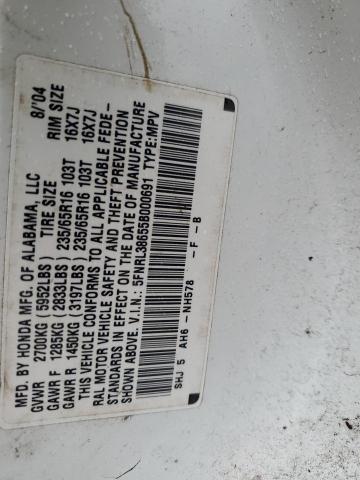 MFD. BY HONDA MFG. OF ALABAMA, LLC 8/'04
GVWR 2700KG (5952LBS) TIRE SIZE RIM SIZE
GAWR F 1285KG (2833LBS) 235/65R16 103T 16X7J
GAWR R 1450KG (3197LBS) 235/65R16 103T 16X7J
THIS VEHICLE CONFORMS TO ALL APPLICABLE FEDE-
RAL MOTOR VEHICLE SAFETY AND THEFT PREVENTION
STANDARDS IN EFFECT ON THE DATE OF MANUFACTURE
SHOWN ABOVE. V.I.N.: 5FNRL38655B000691 TYPE:MPV
SHJ 5 AH6 -NH578 -F -B